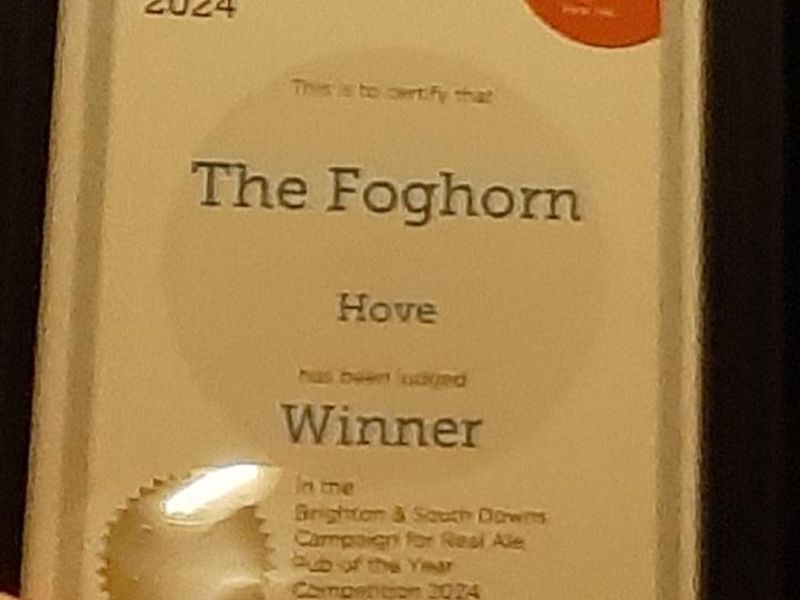 2024
This is to certify that
The Foghorn
Hove
has been judged
Winner
in the
Brighton & South Downs
Campaign for Real Ale
Pub of the Year
Competition 2024